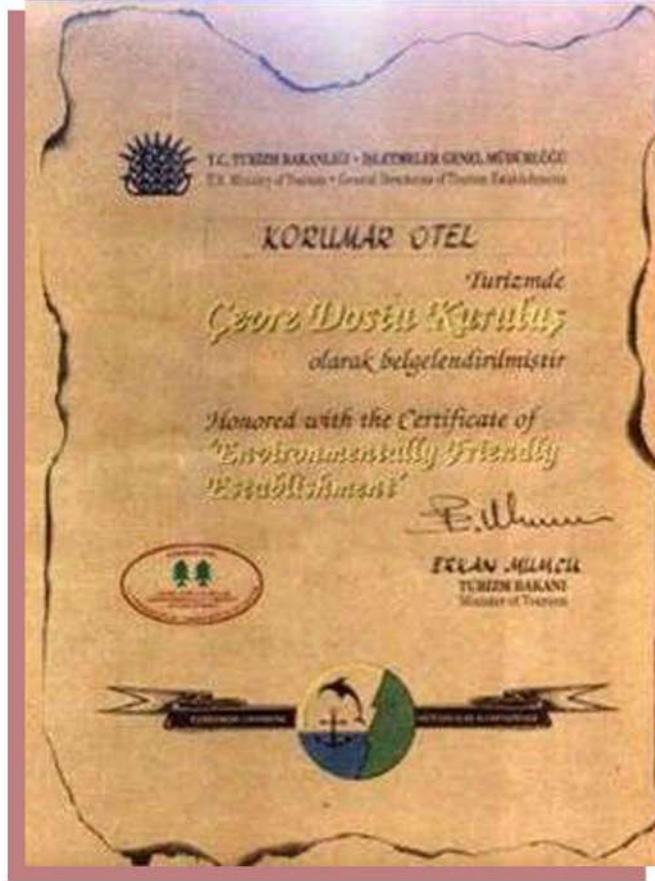 T.C. TURİZM BAKANLIĞI • İŞLETMELER GENEL MÜDÜRLÜĞÜ
T.R. Ministry of Tourism • General Directorate of Tourism Establishments
KORUMAR OTEL
Turizmde
Çevre Dostu Kuruluş
olarak belgelendirilmiştir
Honored with the Certificate of
'Environmentally Friendly
Establishment'
ERKAN MUMCU
TURİZM BAKANI
Minister of Tourism